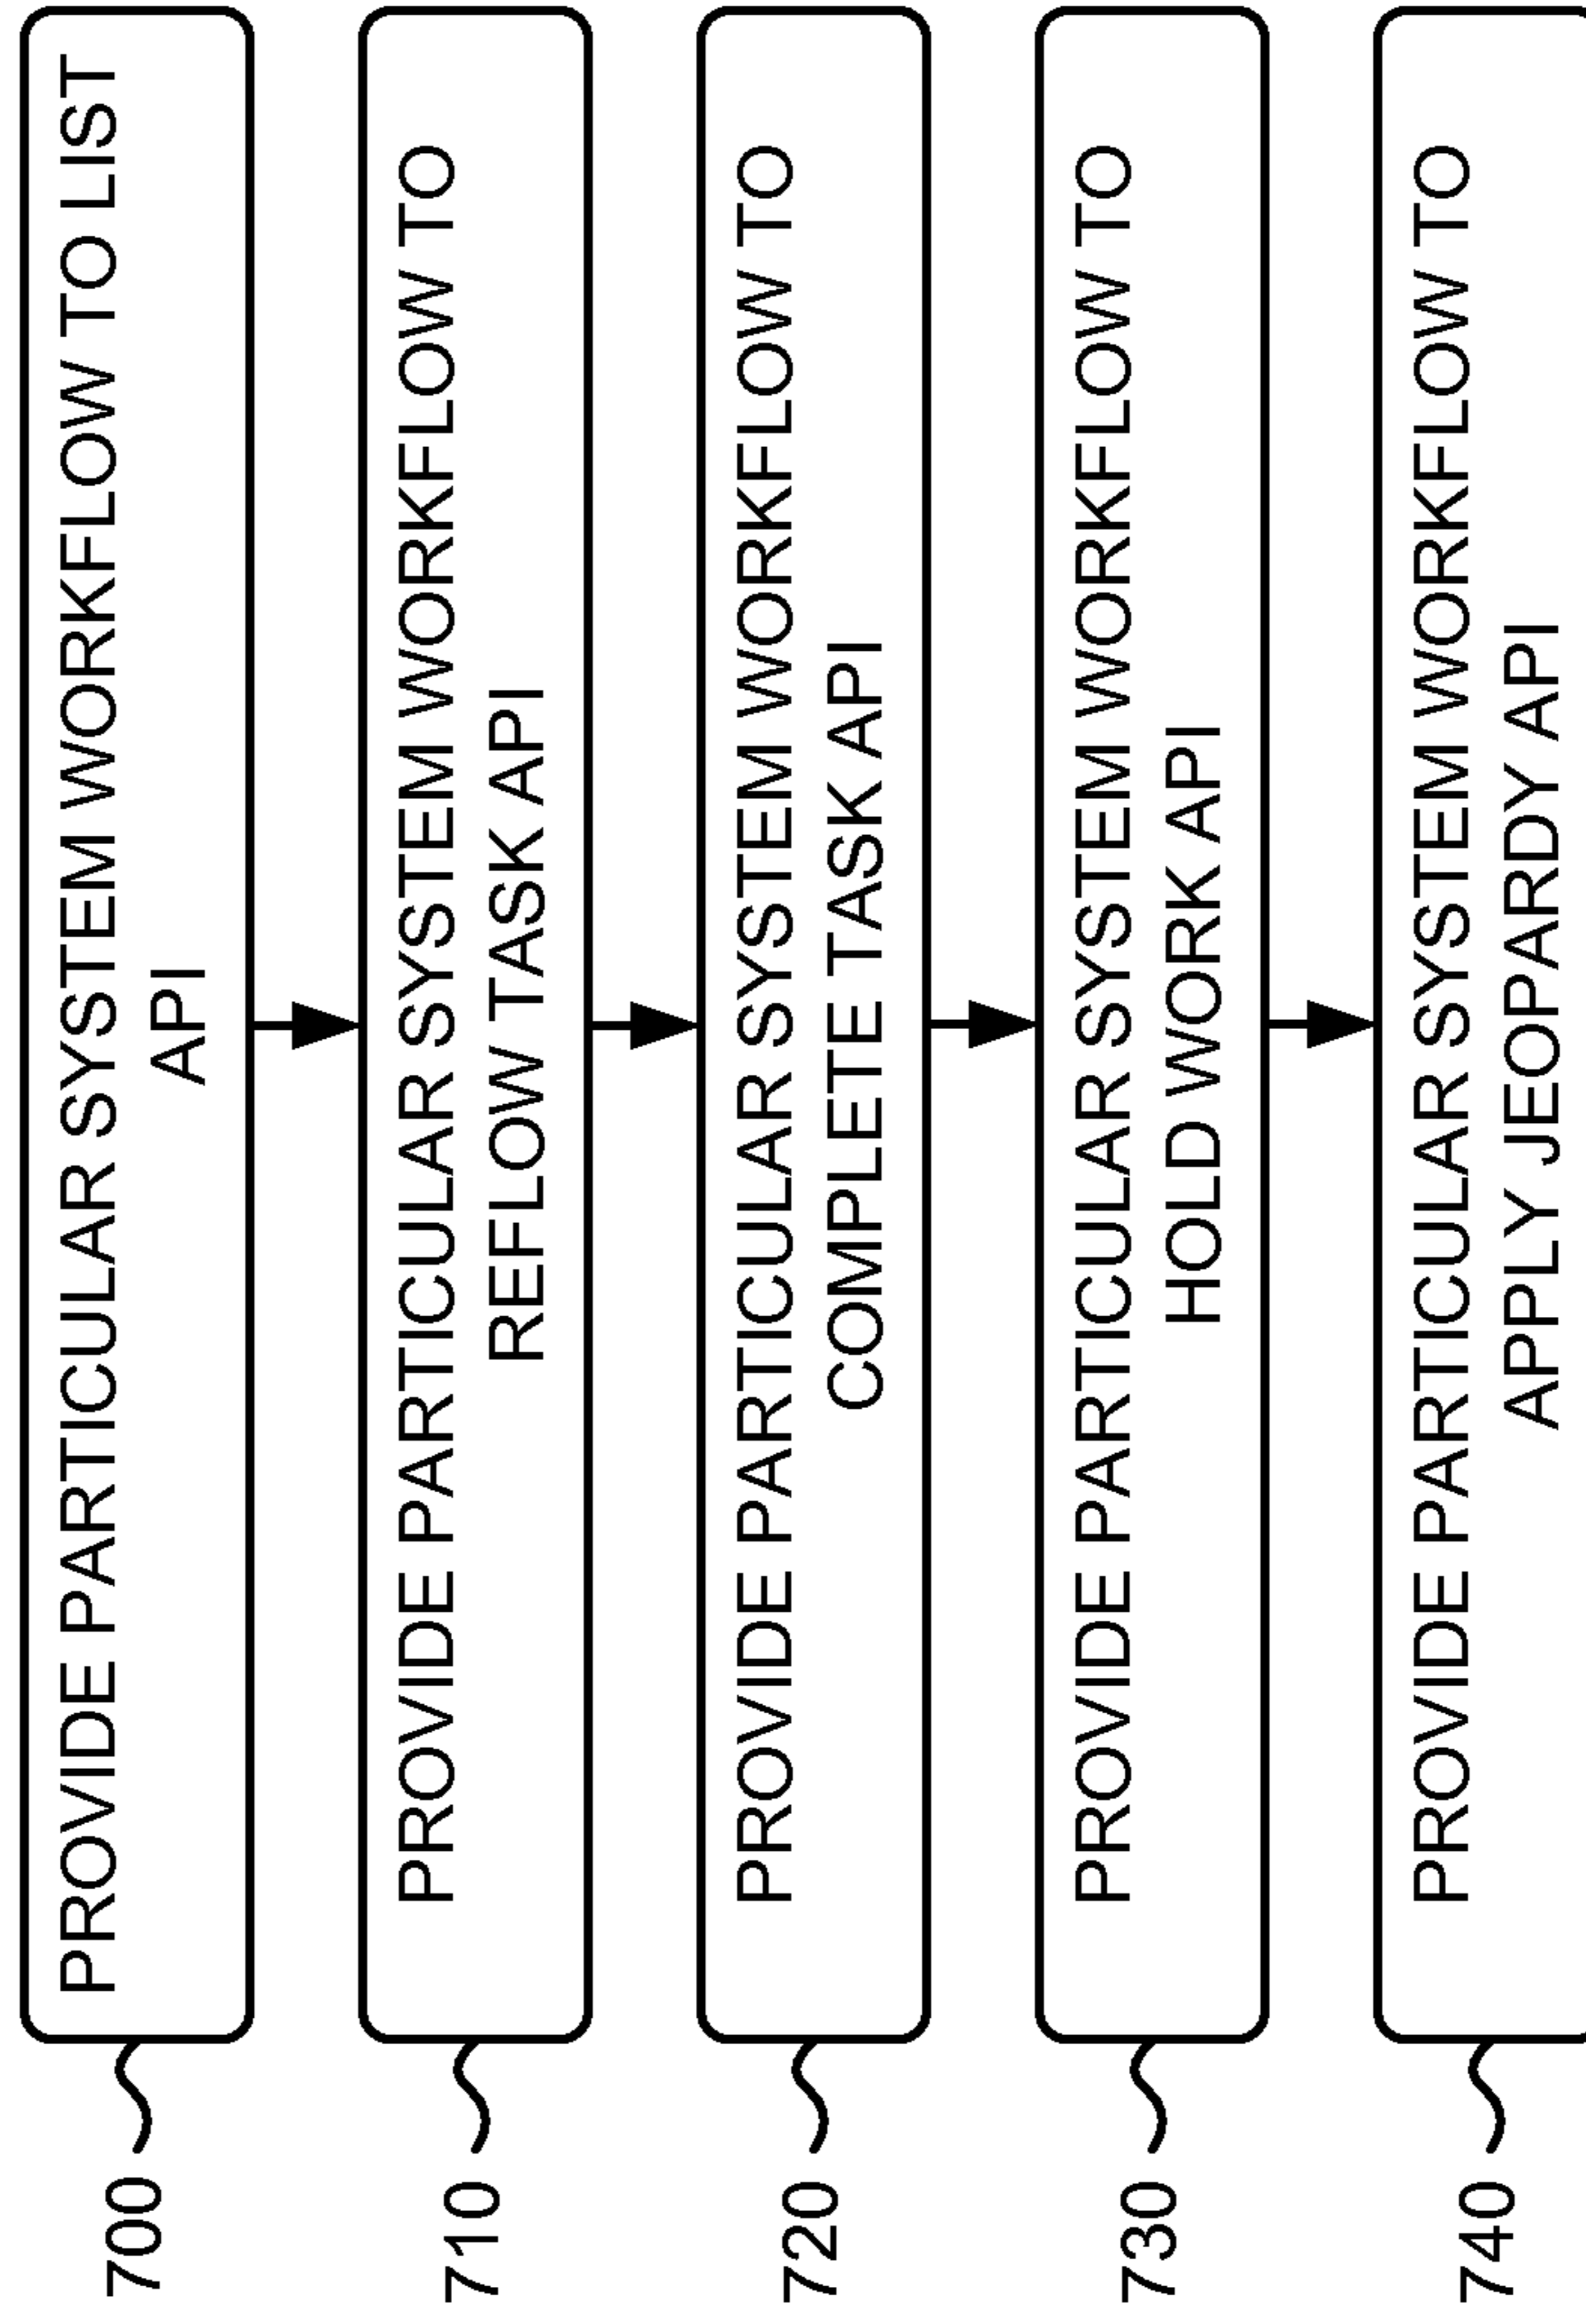 700
PROVIDE PARTICULAR SYSTEM WORKFLOW TO LIST
API
710
PROVIDE PARTICULAR SYSTEM WORKFLOW TO
REFLOW TASK API
720
PROVIDE PARTICULAR SYSTEM WORKFLOW TO
COMPLETE TASK API
730
PROVIDE PARTICULAR SYSTEM WORKFLOW TO
HOLD WORK API
740
PROVIDE PARTICULAR SYSTEM WORKFLOW TO
APPLY JEOPARDY API